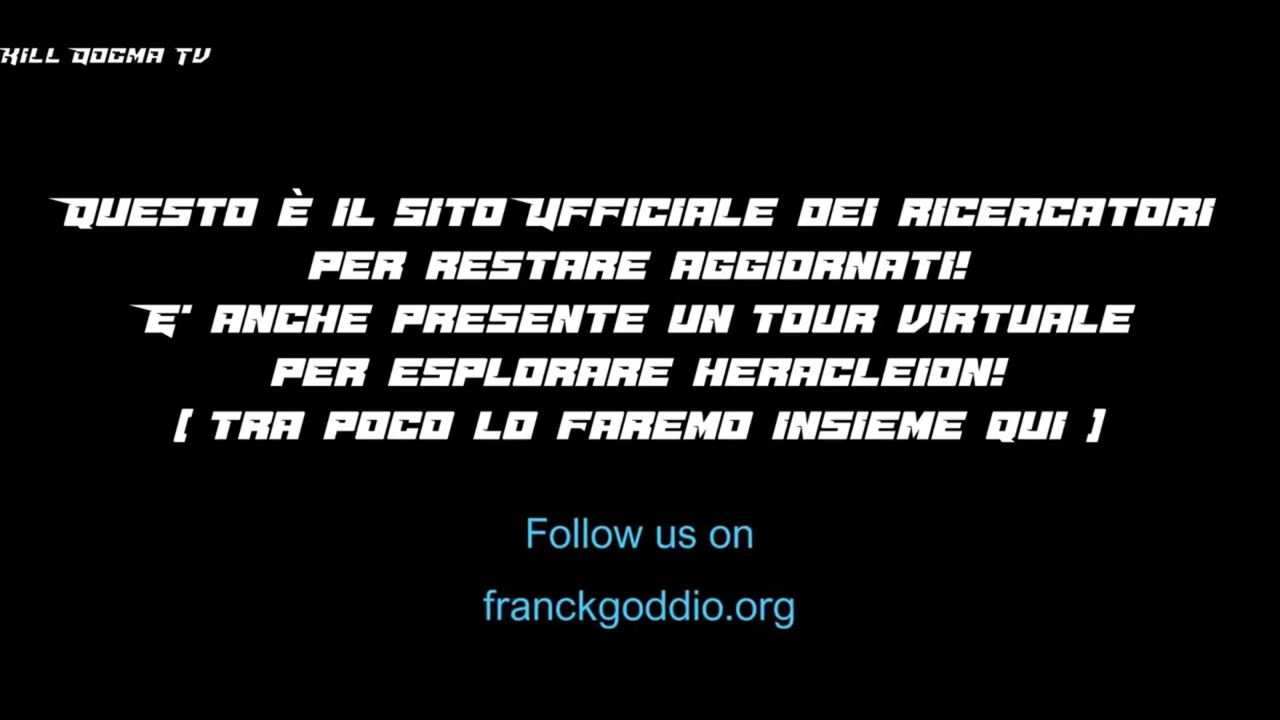 KILL DOGMA TV
QUESTO È IL SITO UFFICIALE DEI RICERCATORI
PER RESTARE AGGIORNATI!
E' ANCHE PRESENTE UN TOUR VIRTUALE
PER ESPLORARE HERACLEION!
( TRA POCO LO FAREMO INSIEME QUI )
Follow us on
franckgoddio.org